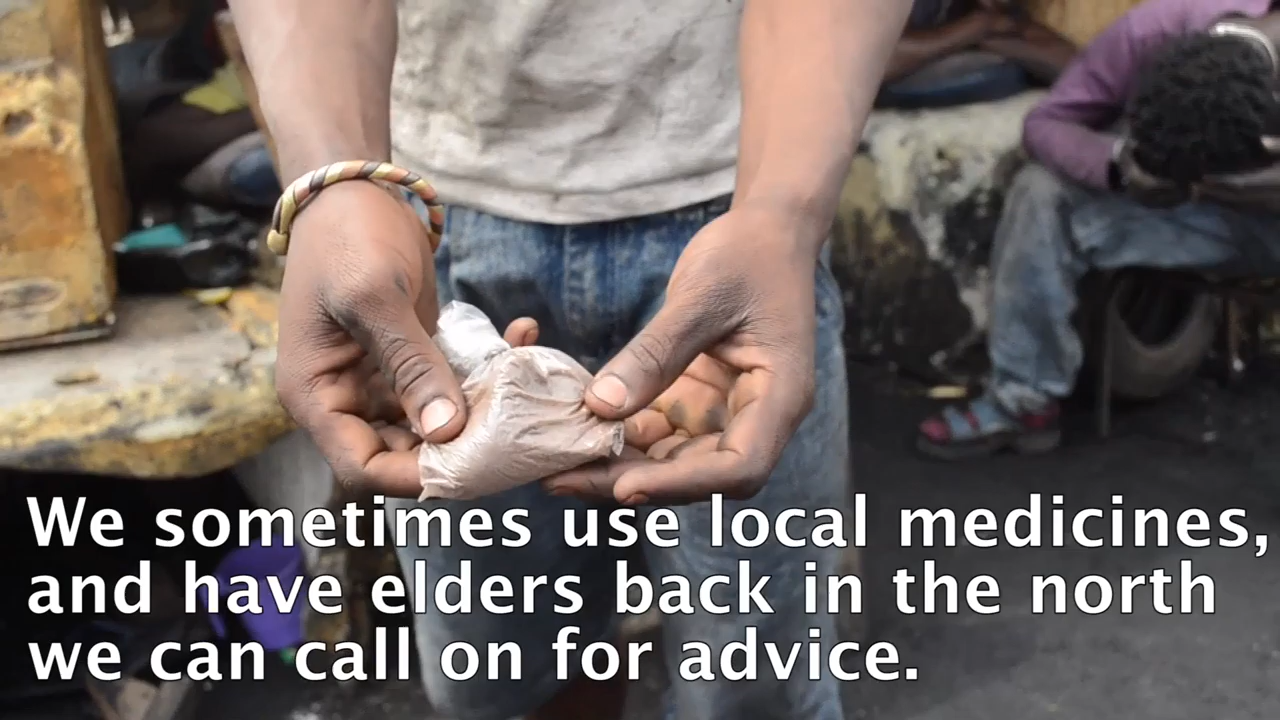 We sometimes use local medicines,
and have elders back in the north
we can call on for advice.